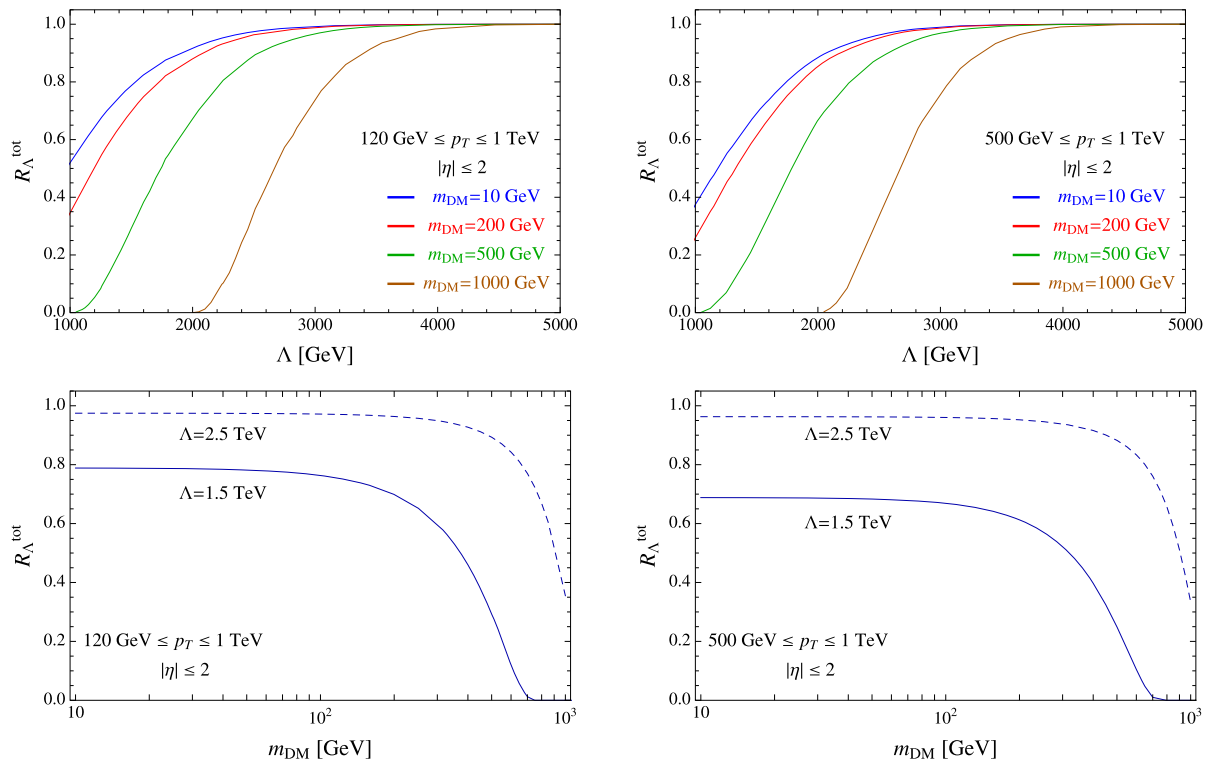 1.0
0.8
0.6
0.4
0.2
0.0
R_Λ^tot
120 GeV ≤ p_T ≤ 1 TeV
|η| ≤ 2
m_DM=10 GeV
m_DM=200 GeV
m_DM=500 GeV
m_DM=1000 GeV
1000 2000 3000 4000 5000
Λ [GeV]
1.0
0.8
0.6
0.4
0.2
0.0
R_Λ^tot
500 GeV ≤ p_T ≤ 1 TeV
|η| ≤ 2
m_DM=10 GeV
m_DM=200 GeV
m_DM=500 GeV
m_DM=1000 GeV
1000 2000 3000 4000 5000
Λ [GeV]
1.0
0.8
0.6
0.4
0.2
0.0
R_Λ^tot
Λ=2.5 TeV
Λ=1.5 TeV
120 GeV ≤ p_T ≤ 1 TeV
|η| ≤ 2
10 10^2 10^3
m_DM [GeV]
1.0
0.8
0.6
0.4
0.2
0.0
R_Λ^tot
Λ=2.5 TeV
Λ=1.5 TeV
500 GeV ≤ p_T ≤ 1 TeV
|η| ≤ 2
10 10^2 10^3
m_DM [GeV]